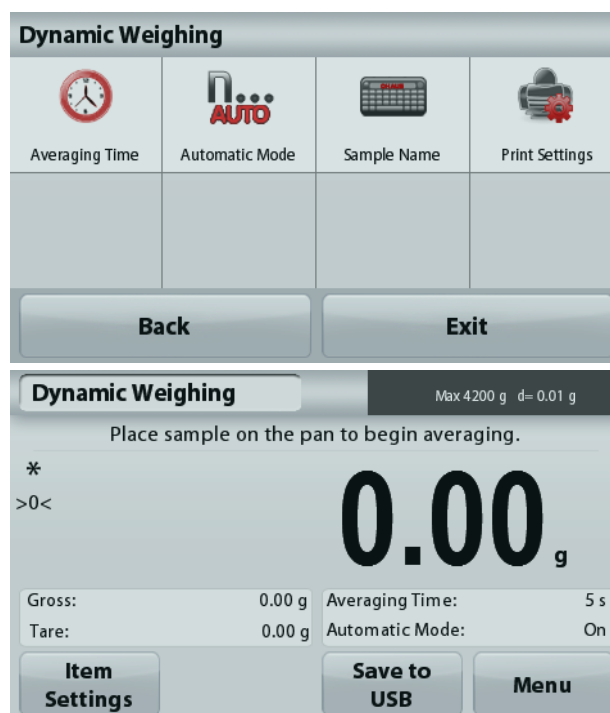 Dynamic Weighing
AUTO
Averaging Time Automatic Mode Sample Name Print Settings
Back Exit
Dynamic Weighing Max 4200 g d= 0.01 g
Place sample on the pan to begin averaging.
*
>0<
0.00 g
Gross: 0.00 g Averaging Time: 5 s
Tare: 0.00 g Automatic Mode: On
Item Settings Save to USB Menu